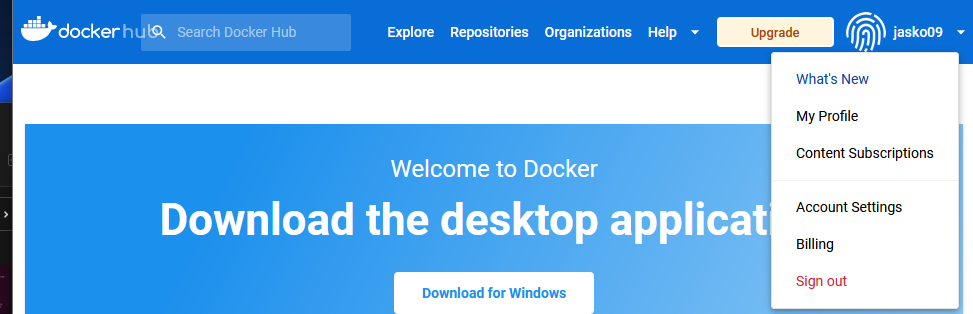 docker hub
Search Docker Hub
Explore
Repositories
Organizations
Help
Upgrade
jasko09
What's New
My Profile
Content Subscriptions
Account Settings
Billing
Sign out
Welcome to Docker
Download the desktop applicati
Download for Windows